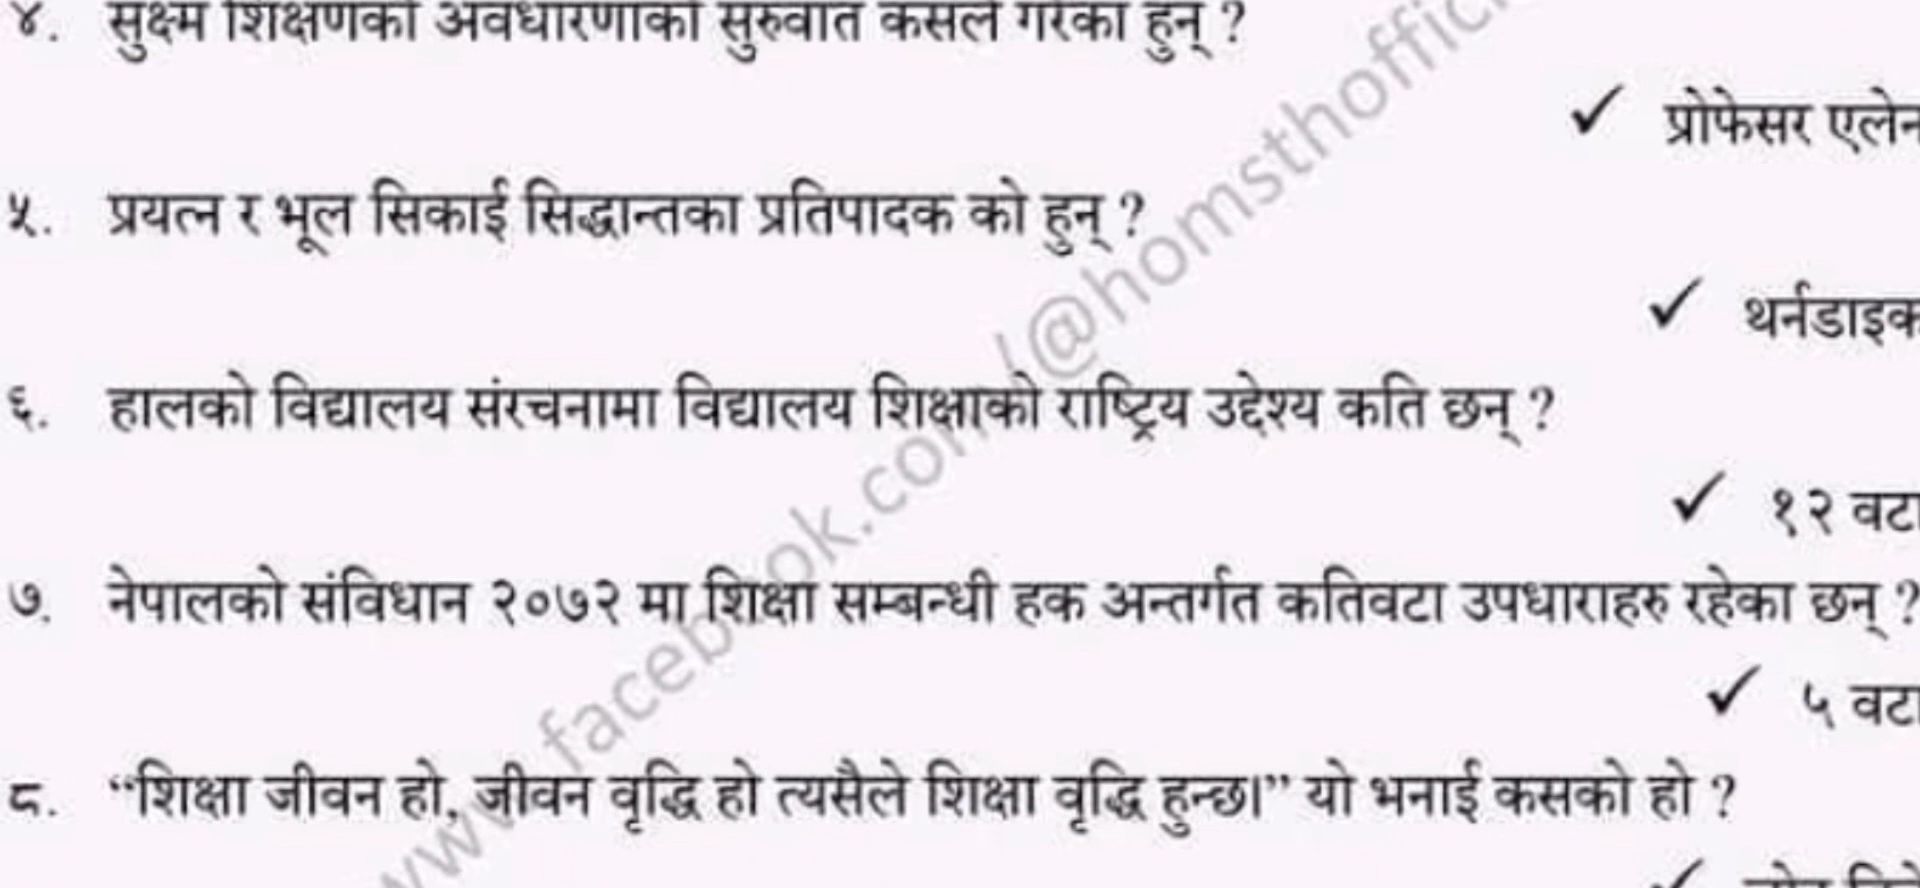 ४. सुक्ष्म शिक्षणको अवधारणाको सुरुवात कसले गरेका हुन् ?
✓ प्रोफेसर एलेन
५. प्रयत्न र भूल सिकाई सिद्धान्तका प्रतिपादक को हुन् ?
✓ थर्नडाइक
६. हालको विद्यालय संरचनामा विद्यालय शिक्षाको राष्ट्रिय उद्देश्य कति छन् ?
✓ १२ वटा
७. नेपालको संविधान २०७२ मा शिक्षा सम्बन्धी हक अन्तर्गत कतिवटा उपधाराहरु रहेका छन् ?
✓ ५ वटा
८. “शिक्षा जीवन हो, जीवन वृद्धि हो त्यसैले शिक्षा वृद्धि हुन्छ।” यो भनाई कसको हो ?
www.facebook.com/@homsthoffic